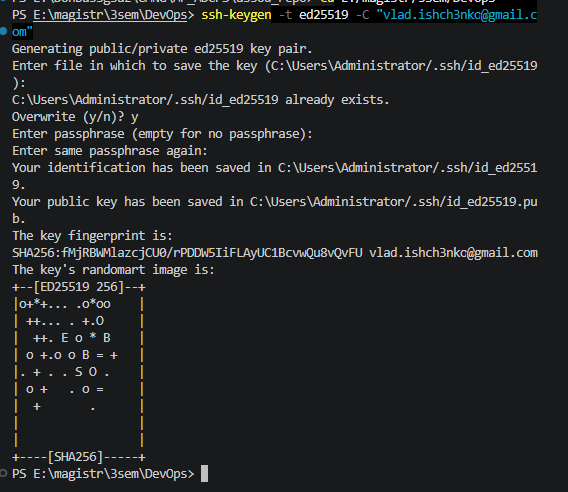 PS E:\magistr\3sem\DevOps> ssh-keygen -t ed25519 -C "vlad.ishch3nko@gmail.c
om"
Generating public/private ed25519 key pair.
Enter file in which to save the key (C:\Users\Administrator/.ssh/id_ed25519
):
C:\Users\Administrator/.ssh/id_ed25519 already exists.
Overwrite (y/n)? y
Enter passphrase (empty for no passphrase):
Enter same passphrase again:
Your identification has been saved in C:\Users\Administrator/.ssh/id_ed2551
9.
Your public key has been saved in C:\Users\Administrator/.ssh/id_ed25519.pu
b.
The key fingerprint is:
SHA256:fMjRBWMlazcjCU0/rPDDW5IiFLAyUC1BcvwQu8vQvFU vlad.ishch3nko@gmail.com
The key's randomart image is:
+--[ED25519 256]--+
|o+*+... .o*oo    |
| ++... . +.O     |
|  ++. E o * B    |
| o +.o o B = +   |
|. + . . S O .    |
| o +   . o =     |
|  +       .      |
|                 |
|                 |
+----[SHA256]-----+
PS E:\magistr\3sem\DevOps>